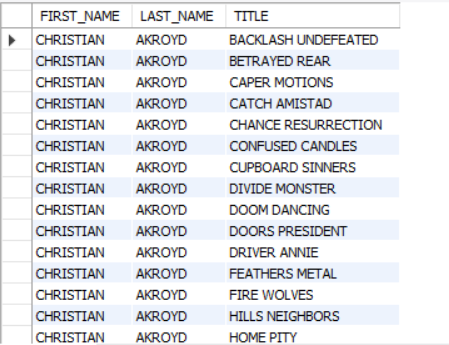 FIRST_NAME LAST_NAME TITLE
CHRISTIAN AKROYD BACKLASH UNDEFEATED
CHRISTIAN AKROYD BETRAYED REAR
CHRISTIAN AKROYD CAPER MOTIONS
CHRISTIAN AKROYD CATCH AMISTAD
CHRISTIAN AKROYD CHANCE RESURRECTION
CHRISTIAN AKROYD CONFUSED CANDLES
CHRISTIAN AKROYD CUPBOARD SINNERS
CHRISTIAN AKROYD DIVIDE MONSTER
CHRISTIAN AKROYD DOOM DANCING
CHRISTIAN AKROYD DOORS PRESIDENT
CHRISTIAN AKROYD DRIVER ANNIE
CHRISTIAN AKROYD FEATHERS METAL
CHRISTIAN AKROYD FIRE WOLVES
CHRISTIAN AKROYD HILLS NEIGHBORS
CHRISTIAN AKROYD HOME PITY